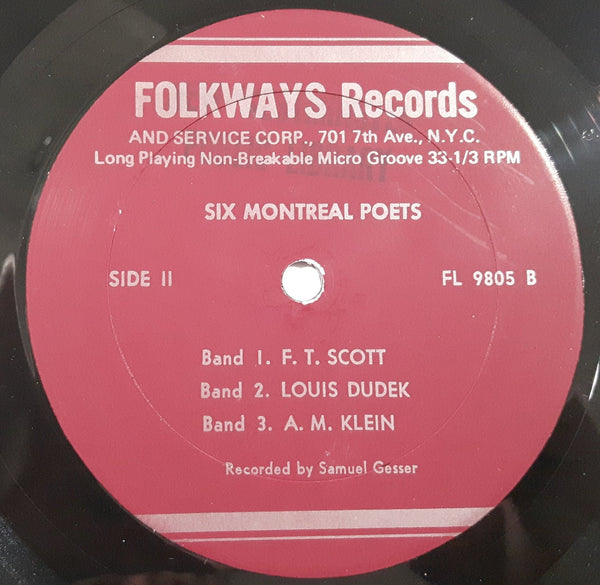 FOLKWAYS Records
AND SERVICE CORP., 701 7th Ave., N.Y.C.
Long Playing Non-Breakable Micro Groove 33-1/3 RPM
SIX MONTREAL POETS
SIDE II FL 9805 B
Band 1. F. T. SCOTT
Band 2. LOUIS DUDEK
Band 3. A. M. KLEIN
Recorded by Samuel Gesser